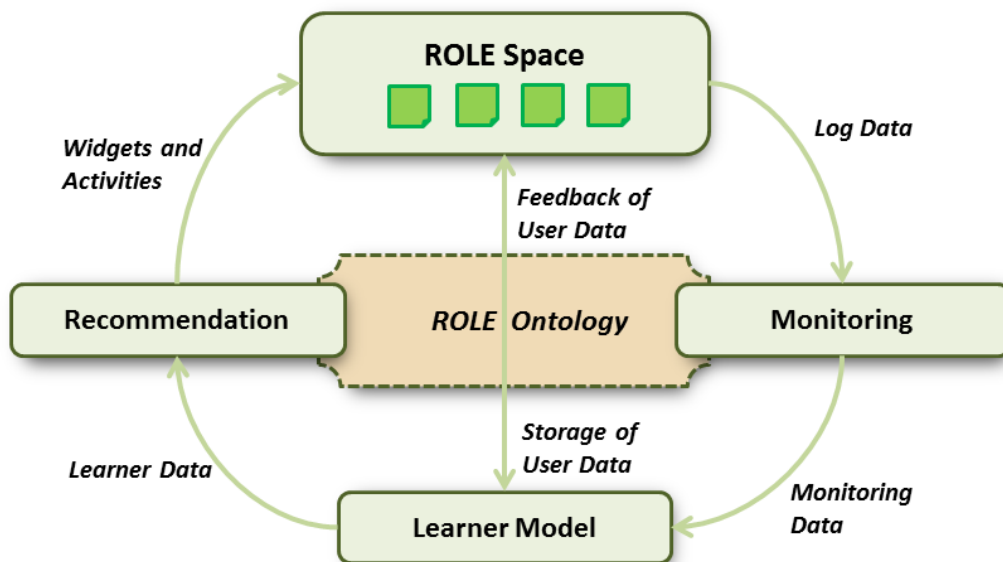 ROLE Space
Widgets and
Activities
Log Data
Feedback of
User Data
Recommendation
ROLE Ontology
Monitoring
Learner Data
Storage of
User Data
Monitoring
Data
Learner Model